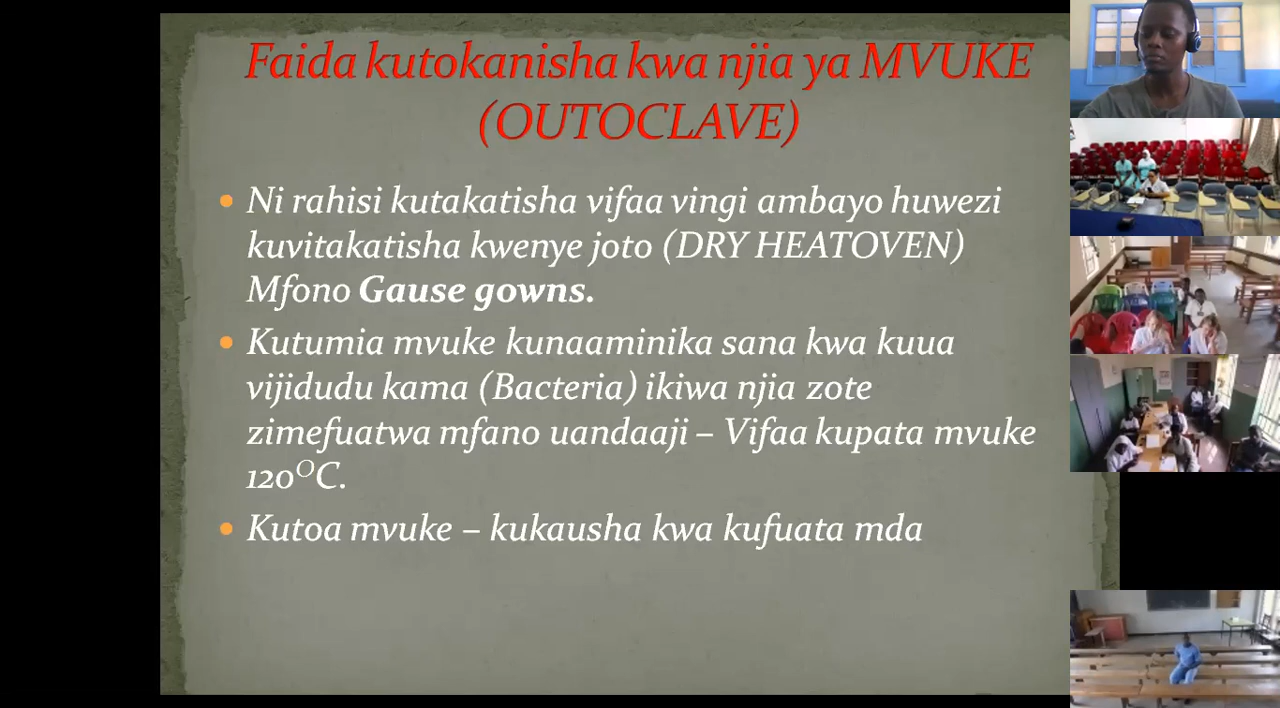 Faida kutokanisha kwa njia ya MVUKE
(OUTOCLAVE)
• Ni rahisi kutakatisha vifaa vingi ambayo huwezi
kuvitakatisha kwenye joto (DRY HEATOVEN)
Mfono Gause gowns.
• Kutumia mvuke kunaaminika sana kwa kuua
vijidudu kama (Bacteria) ikiwa njia zote
zimefuatwa mfano uandaaji – Vifaa kupata mvuke
120°C.
• Kutoa mvuke – kukausha kwa kufuata mda